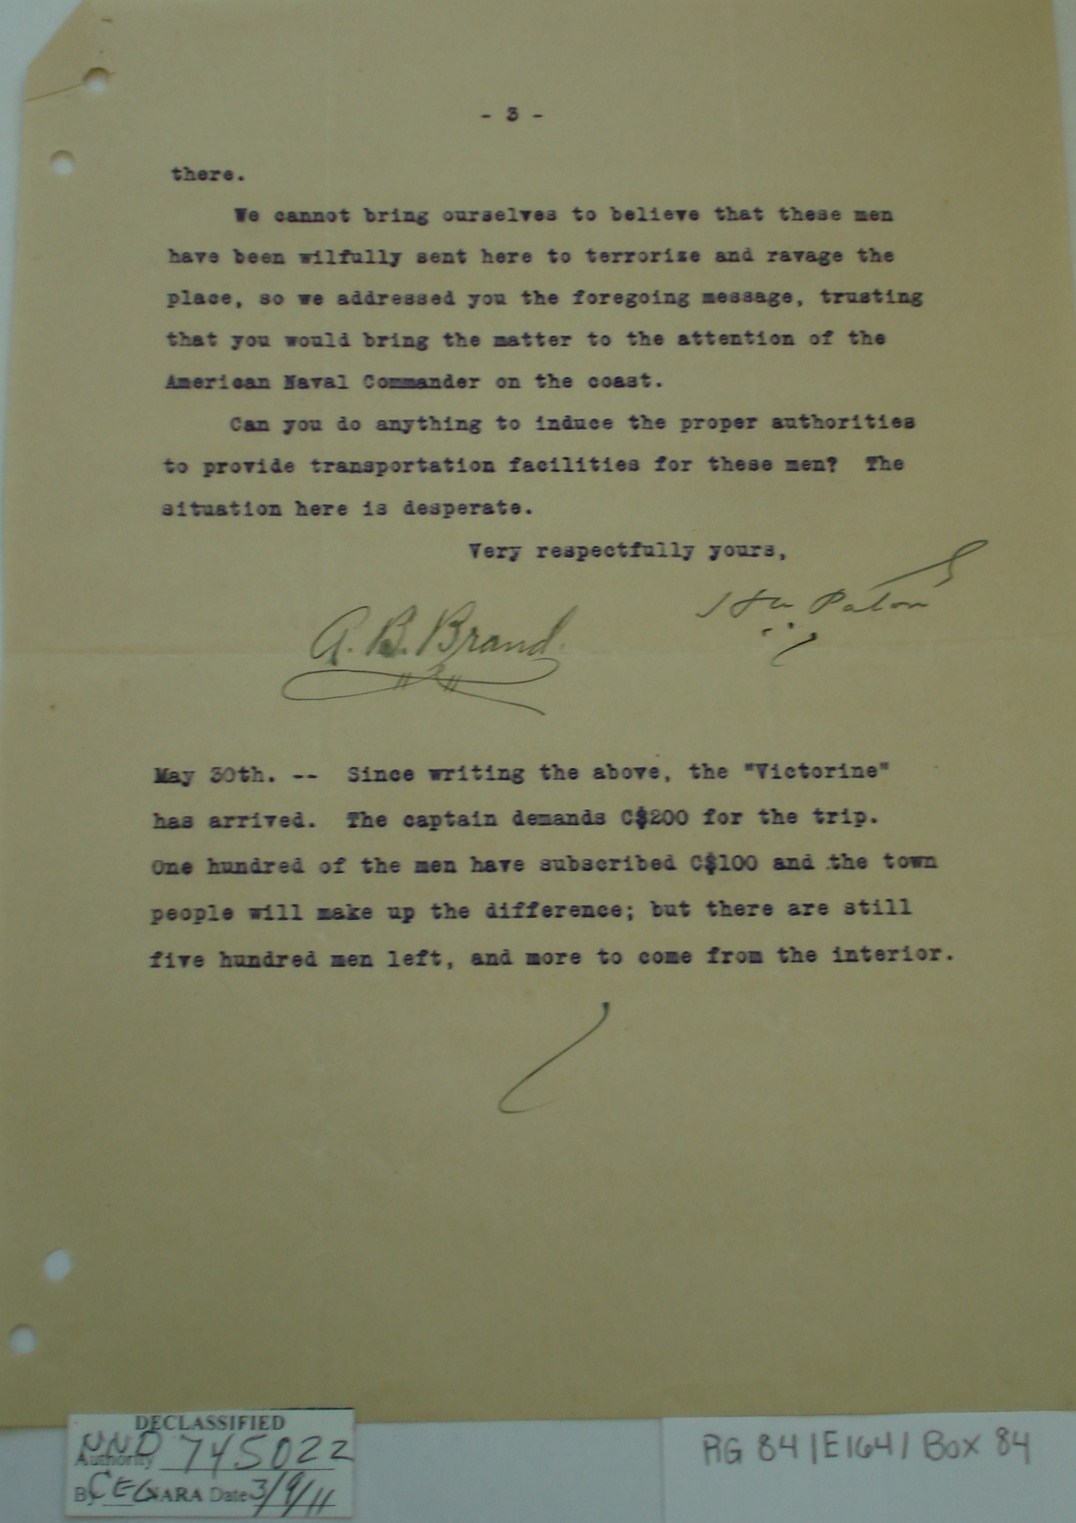 - 3 -
there.
We cannot bring ourselves to believe that these men
have been wilfully sent here to terrorize and ravage the
place, so we addressed you the foregoing message, trusting
that you would bring the matter to the attention of the
American Naval Commander on the coast.
Can you do anything to induce the proper authorities
to provide transportation facilities for these men?  The
situation here is desperate.
Very respectfully yours,
A. B. Brand. Paton
May 30th. --  Since writing the above, the "Victorine"
has arrived.  The captain demands C$200 for the trip.
One hundred of the men have subscribed C$100 and the town
people will make up the difference; but there are still
five hundred men left, and more to come from the interior.
DECLASSIFIED
Authority NND 745022
By CEG NARA Date 3/9/11
RG 84/E164/Box 84